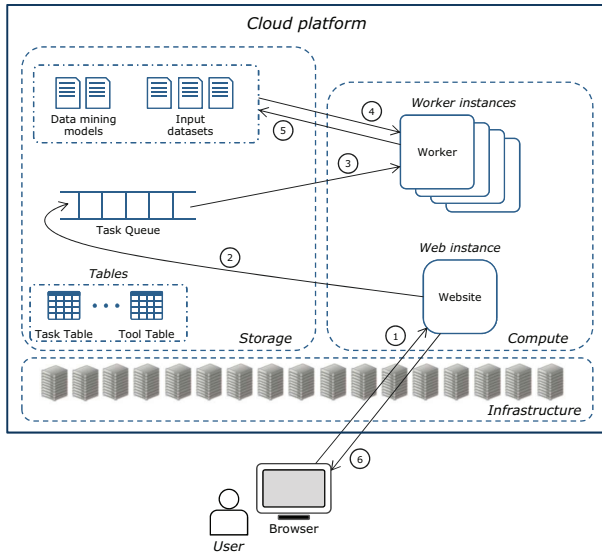 Cloud platform
Data mining
models
Input
datasets
4
5
Worker instances
Worker
3
Task Queue
2
Web instance
Website
Tables
Task Table
Tool Table
Storage
1
Compute
Infrastructure
6
Browser
User